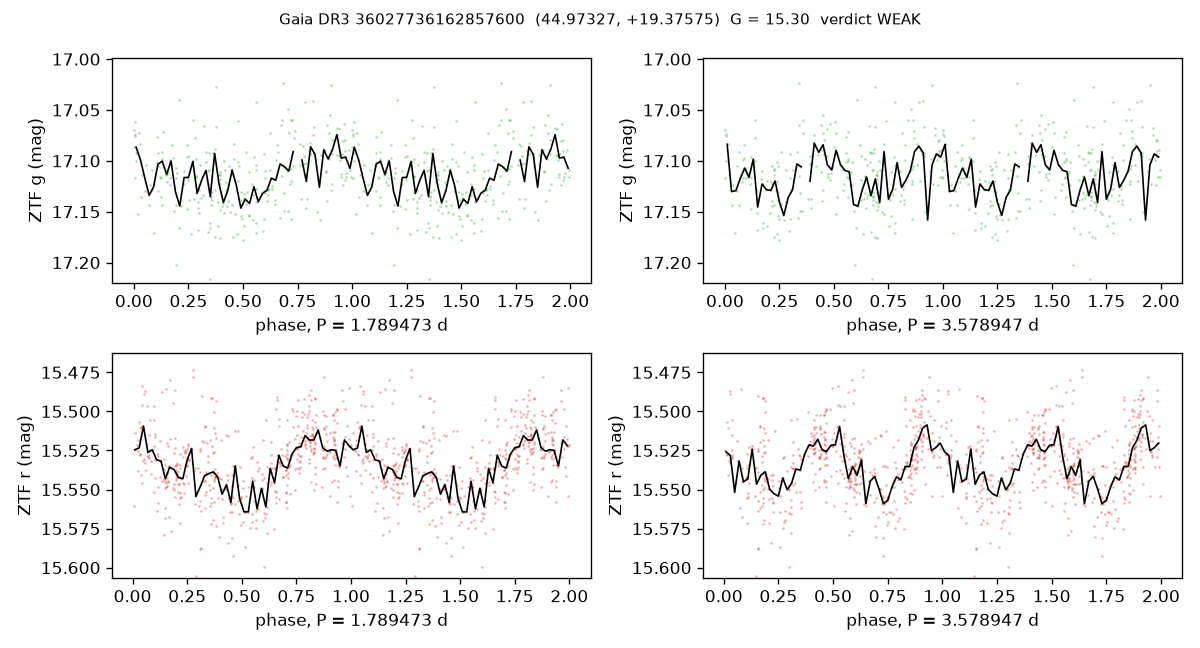 Gaia DR3 36027736162857600  (44.97327, +19.37575)  G = 15.30  verdict WEAK
ZTF g (mag)
17.00
17.05
17.10
17.15
17.20
0.00 0.25 0.50 0.75 1.00 1.25 1.50 1.75 2.00
phase, P = 1.789473 d
ZTF g (mag)
17.00
17.05
17.10
17.15
17.20
0.00 0.25 0.50 0.75 1.00 1.25 1.50 1.75 2.00
phase, P = 3.578947 d
ZTF r (mag)
15.475
15.500
15.525
15.550
15.575
15.600
0.00 0.25 0.50 0.75 1.00 1.25 1.50 1.75 2.00
phase, P = 1.789473 d
ZTF r (mag)
15.475
15.500
15.525
15.550
15.575
15.600
0.00 0.25 0.50 0.75 1.00 1.25 1.50 1.75 2.00
phase, P = 3.578947 d